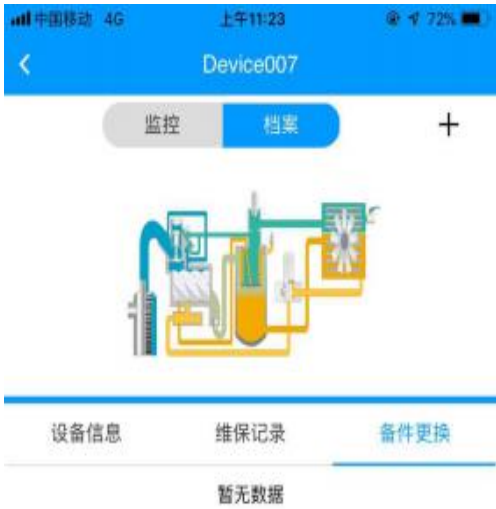 中国移动 4G 上午11:23 72%
Device007
监控 档案 +
设备信息 维保记录 备件更换
暂无数据